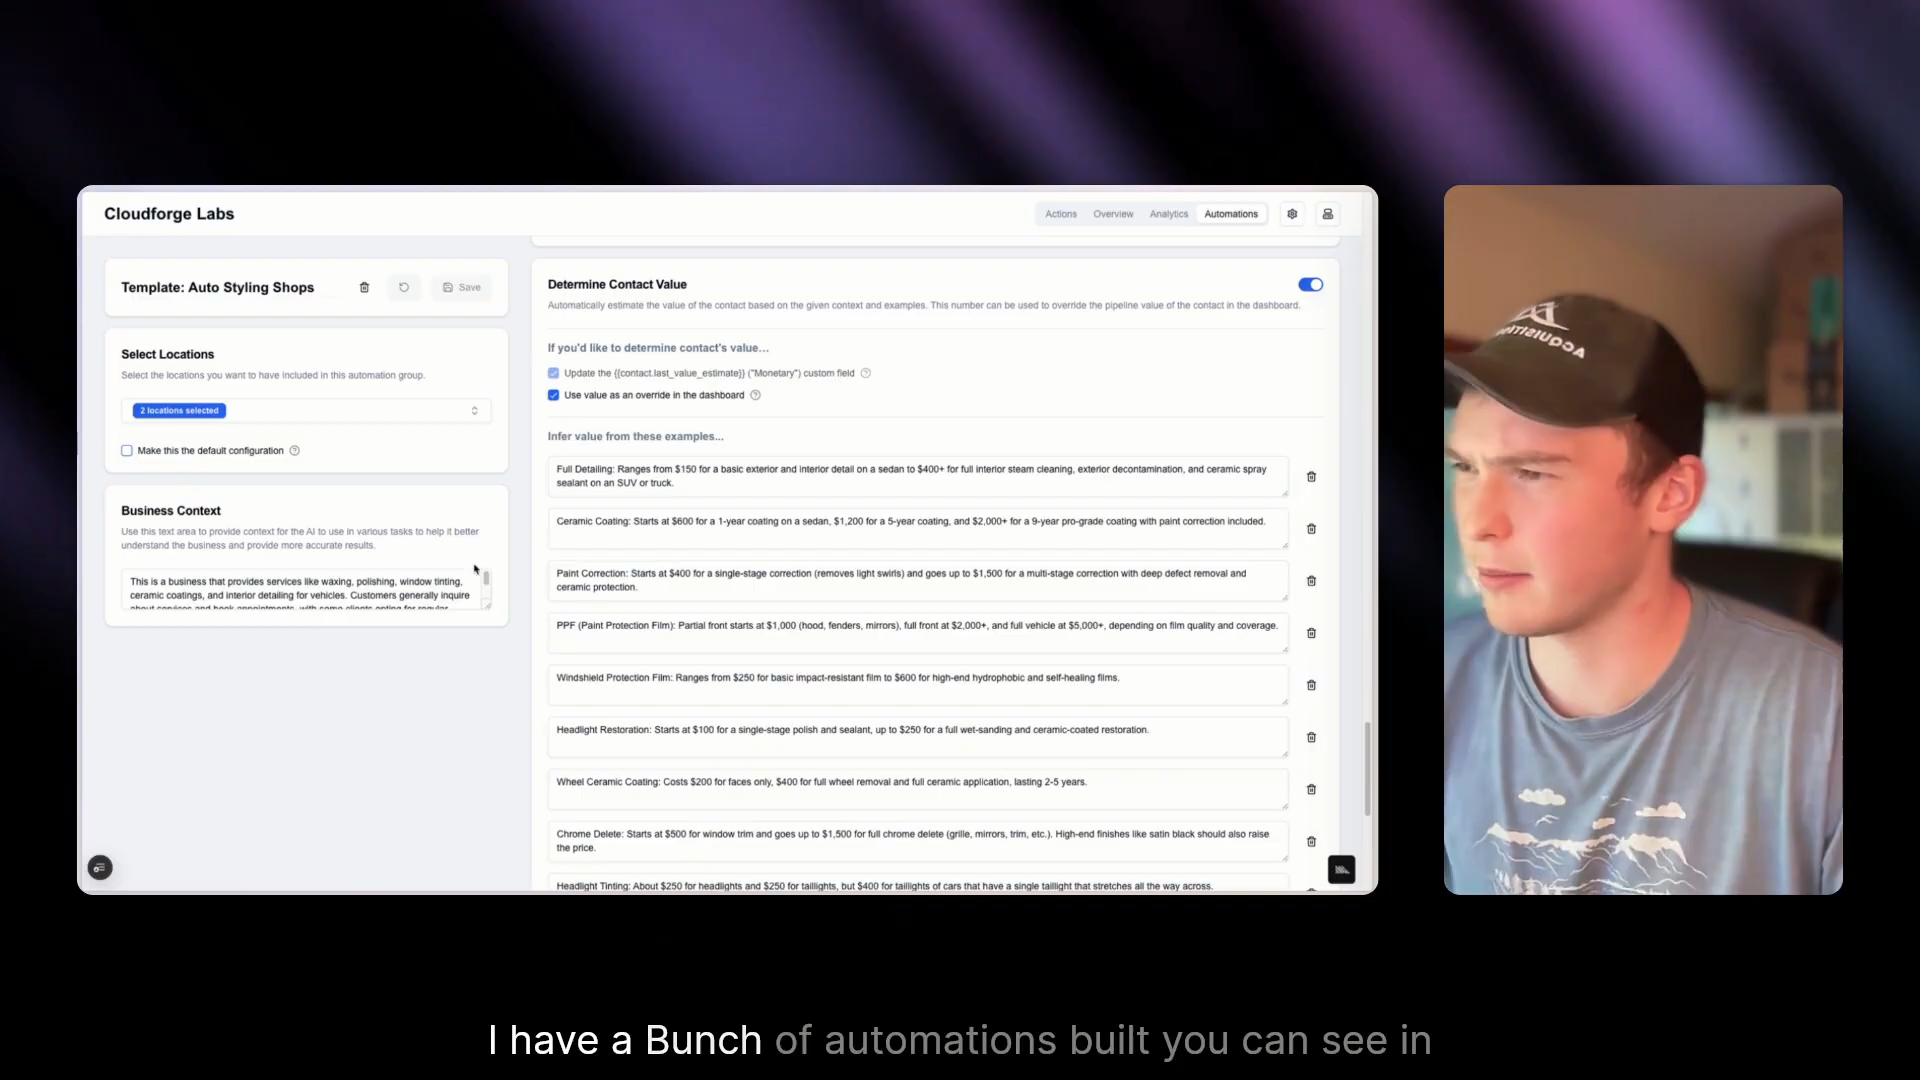 Cloudforge Labs
Actions
Overview
Analytics
Automations
Template: Auto Styling Shops
Save
Select Locations
Select the locations you want to have included in this automation group.
2 locations selected
Make this the default configuration
Business Context
Use this text area to provide context for the AI to use in various tasks to help it better
understand the business and provide more accurate results.
This is a business that provides services like waxing, polishing, window tinting,
ceramic coatings, and interior detailing for vehicles. Customers generally inquire
about services and book appointments, with some clients opting for regular
Determine Contact Value
Automatically estimate the value of the contact based on the given context and examples. This number can be used to override the pipeline value of the contact in the dashboard.
If you'd like to determine contact's value...
Update the {{contact.last_value_estimate}} ("Monetary") custom field
Use value as an override in the dashboard
Infer value from these examples...
Full Detailing: Ranges from $150 for a basic exterior and interior detail on a sedan to $400+ for full interior steam cleaning, exterior decontamination, and ceramic spray
sealant on an SUV or truck.
Ceramic Coating: Starts at $600 for a 1-year coating on a sedan, $1,200 for a 5-year coating, and $2,000+ for a 9-year pro-grade coating with paint correction included.
Paint Correction: Starts at $400 for a single-stage correction (removes light swirls) and goes up to $1,500 for a multi-stage correction with deep defect removal and
ceramic protection.
PPF (Paint Protection Film): Partial front starts at $1,000 (hood, fenders, mirrors), full front at $2,000+, and full vehicle at $5,000+, depending on film quality and coverage.
Windshield Protection Film: Ranges from $250 for basic impact-resistant film to $600 for high-end hydrophobic and self-healing films.
Headlight Restoration: Starts at $100 for a single-stage polish and sealant, up to $250 for a full wet-sanding and ceramic-coated restoration.
Wheel Ceramic Coating: Costs $200 for faces only, $400 for full wheel removal and full ceramic application, lasting 2-5 years.
Chrome Delete: Starts at $500 for window trim and goes up to $1,500 for full chrome delete (grille, mirrors, trim, etc.). High-end finishes like satin black should also raise
the price.
Headlight Tinting: About $250 for headlights and $250 for taillights, but $400 for taillights of cars that have a single taillight that stretches all the way across.
I have a Bunch of automations built you can see in